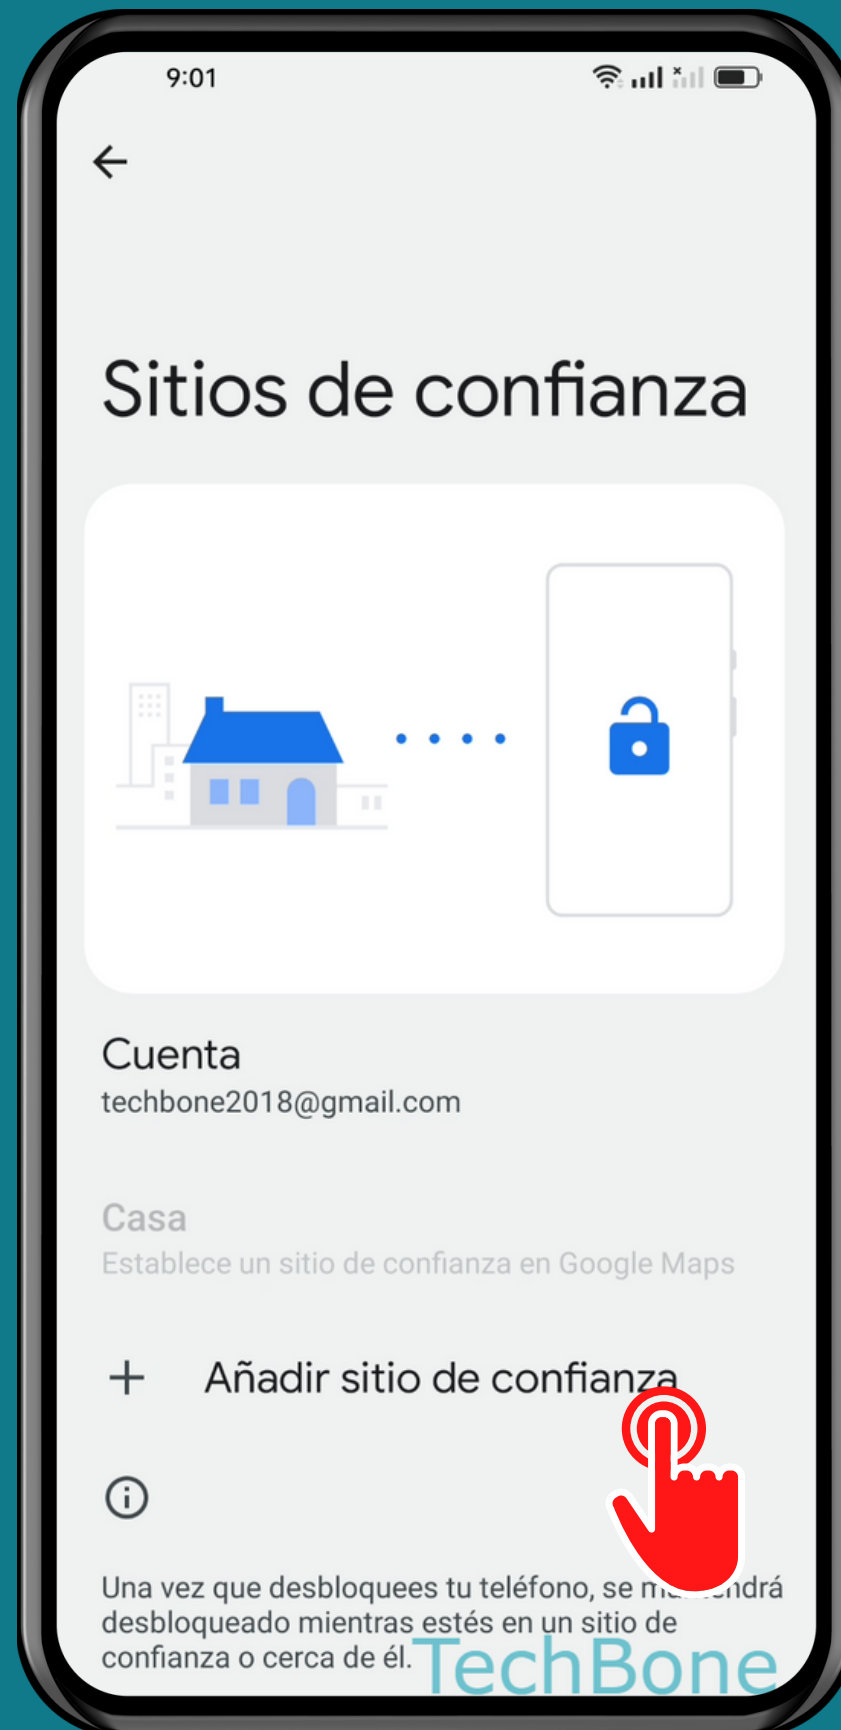 9:01
Sitios de confianza
Cuenta
techbone2018@gmail.com
Casa
Establece un sitio de confianza en Google Maps
Añadir sitio de confianza
Una vez que desbloquees tu teléfono, se
desbloqueado mientras estés en un sitio de
confianza o cerca de él.
TechBone